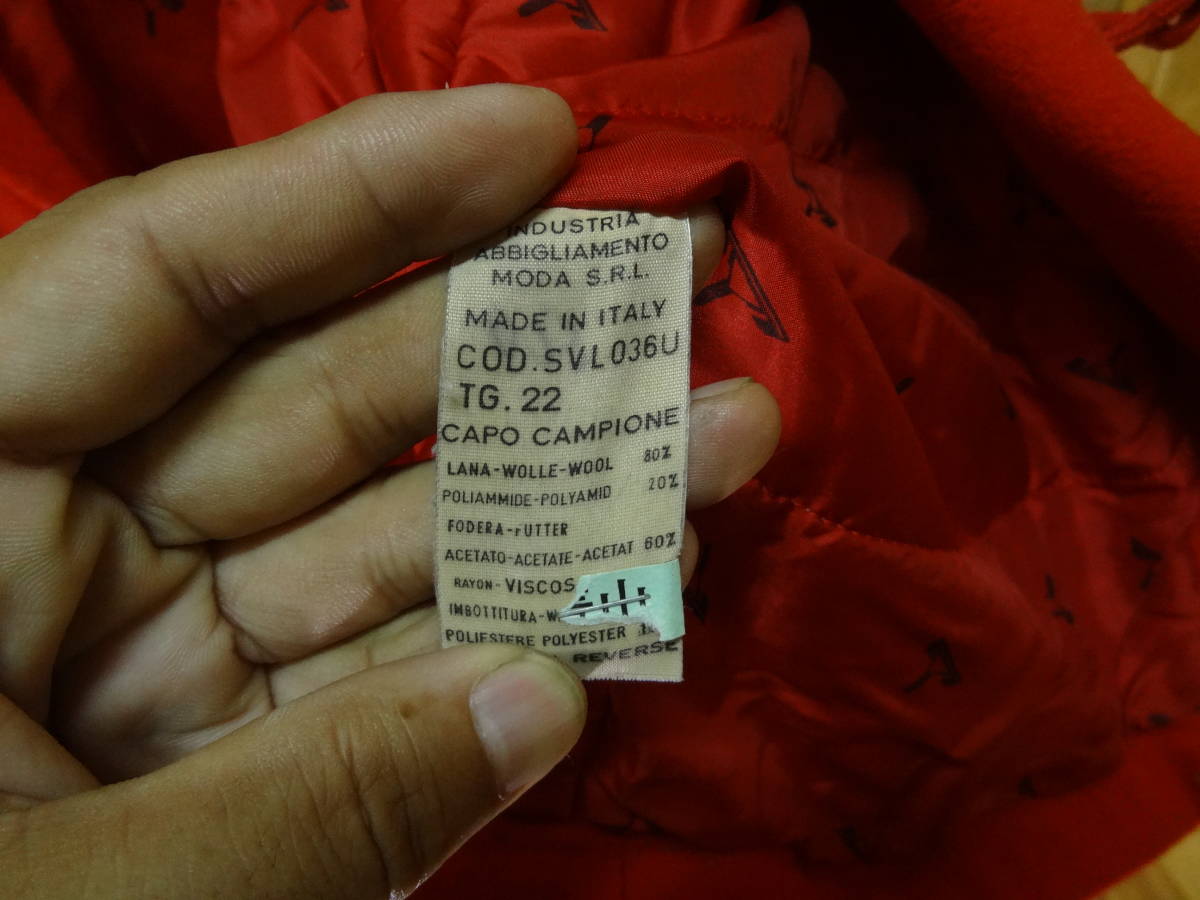 INDUSTRIA
ABBIGLIAMENTO
MODA S.R.L.
MADE IN ITALY
COD.SVL036U
TG. 22
CAPO CAMPIONE
LANA-WOLLE-WOOL 80%
POLIAMMIDE-POLYAMID 20%
FODERA-FUTTER
ACETATO-ACETATE-ACETAT 60%
RAYON-VISCOS
IMBOTTITURA-W
POLIESTERE POLYESTER
REVERSE